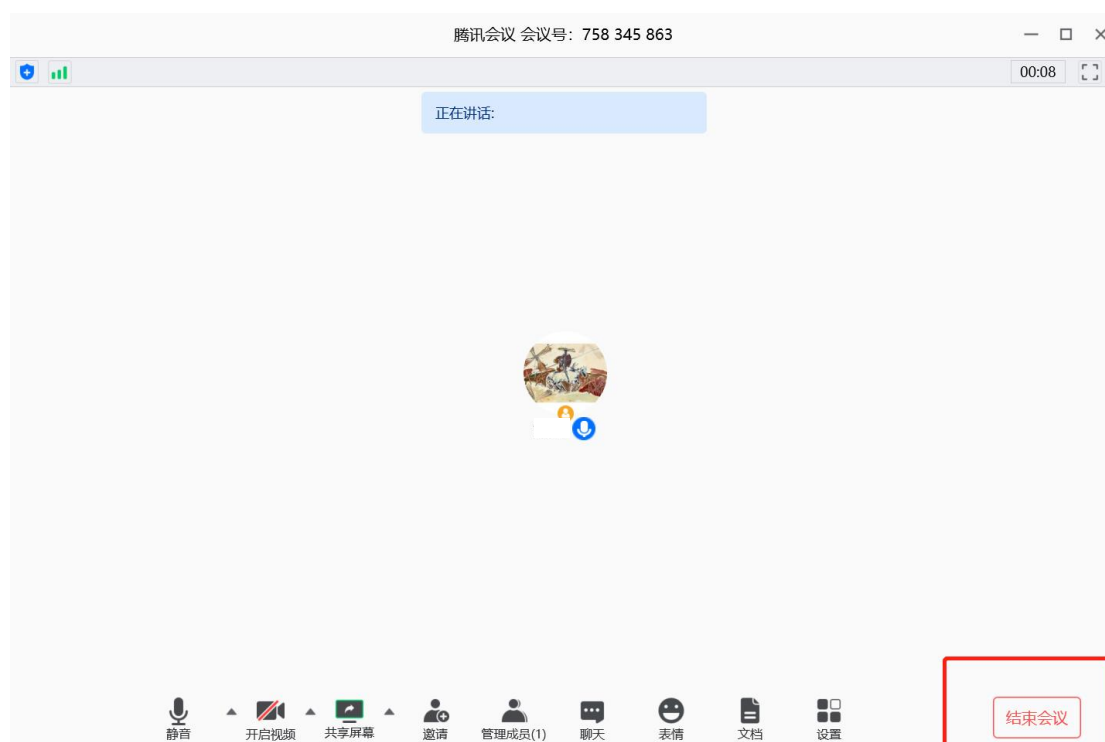 腾讯会议 会议号：758 345 863
00:08
正在讲话:
静音
开启视频
共享屏幕
邀请
管理成员(1)
聊天
表情
文档
设置
结束会议